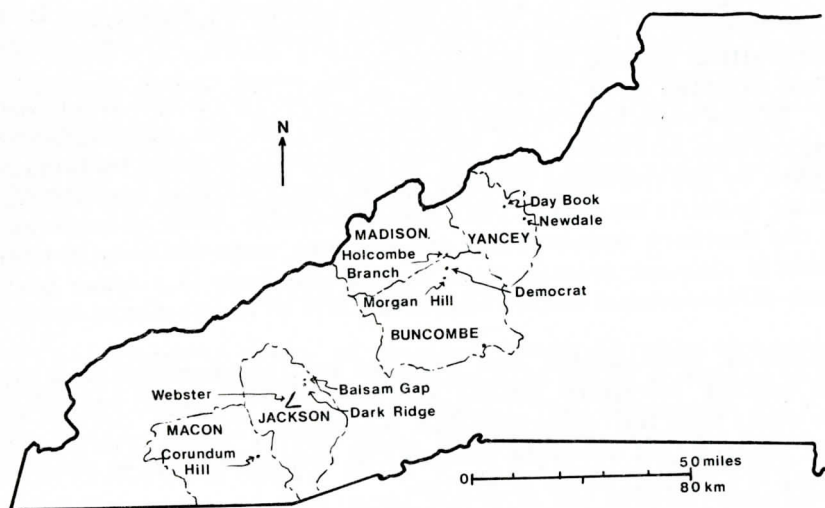 N
Day Book
Newdale
MADISON
YANCEY
Holcombe
Branch
Democrat
Morgan Hill
BUNCOMBE
Balsam Gap
Webster
Dark Ridge
JACKSON
MACON
Corundum
Hill
50 miles
0
80 km